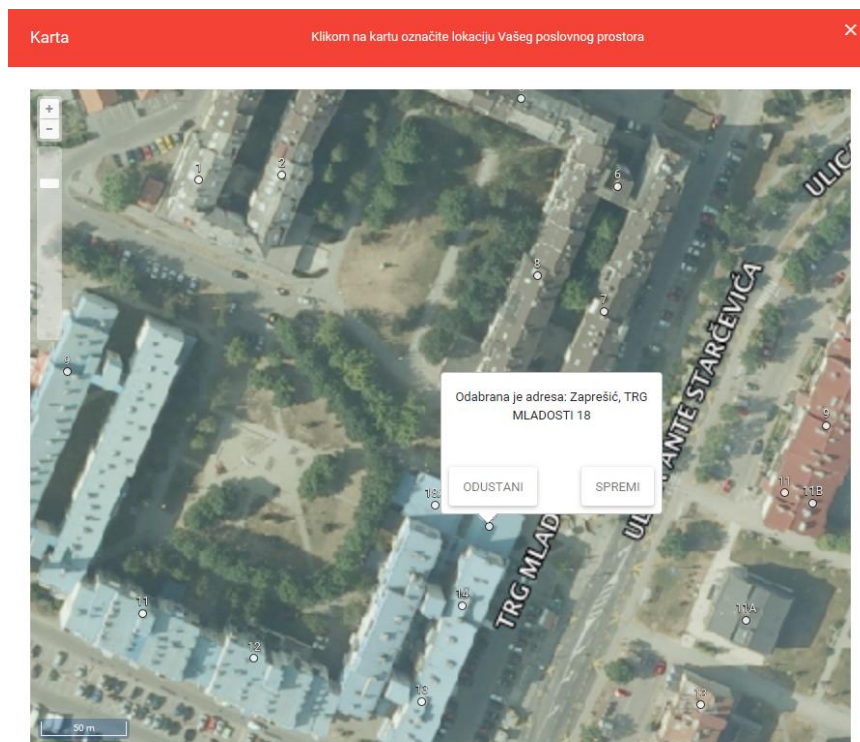 Karta
Klikom na kartu označite lokaciju Vašeg poslovnog prostora
×
+
−
1
2
6
8
7
9
ULICA
ANTE STARČEVIĆA
Odabrana je adresa: Zaprešić, TRG
MLADOSTI 18
ODUSTANI
SPREMI
9
11
11B
TRG MLAD
14
11
12
11A
13
13
50 m